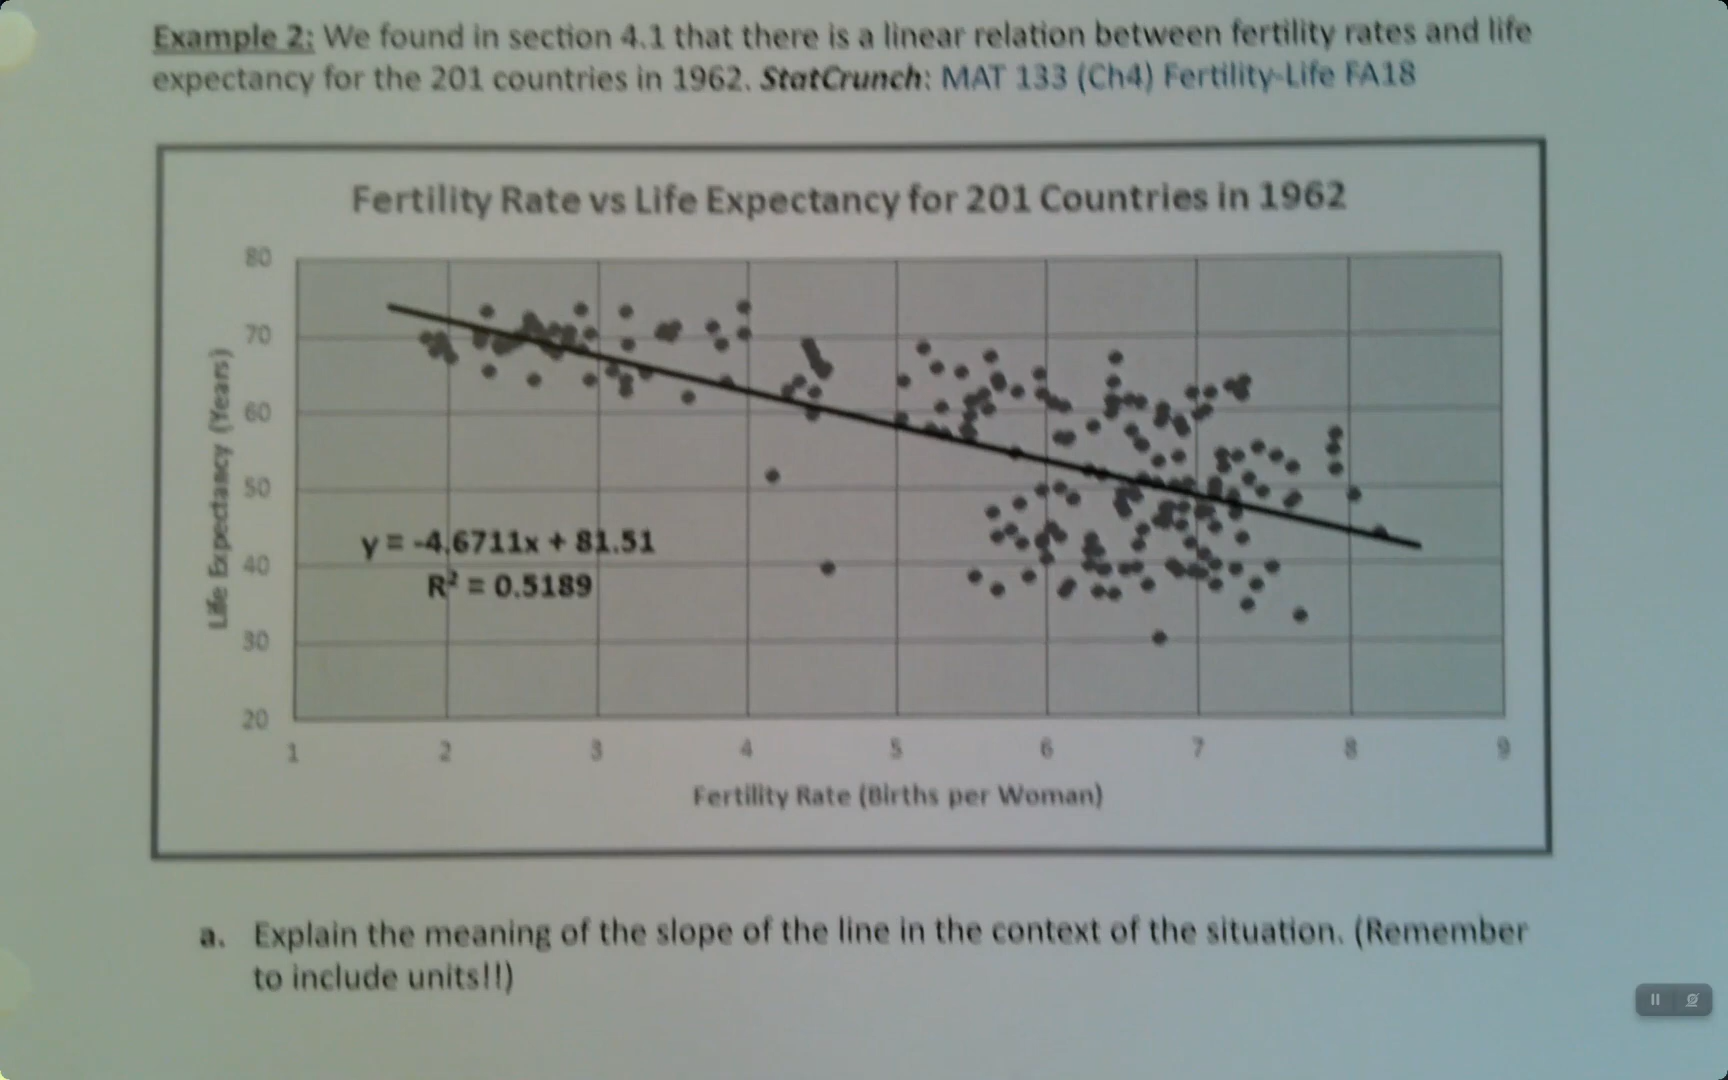 Example 2: We found in section 4.1 that there is a linear relation between fertility rates and life
expectancy for the 201 countries in 1962. StatCrunch: MAT 133 (Ch4) Fertility-Life FA18
Fertility Rate vs Life Expectancy for 201 Countries in 1962
80
70
60
50
40
30
20
Life Expectancy (Years)
y = -4.6711x + 81.51
R² = 0.5189
1 2 3 4 5 6 7 8 9
Fertility Rate (Births per Woman)
a. Explain the meaning of the slope of the line in the context of the situation. (Remember
to include units!!)